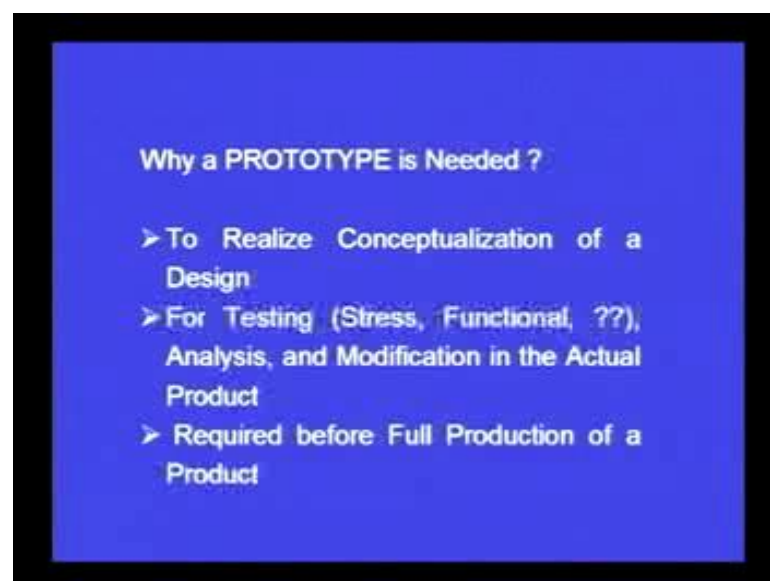 Why a PROTOTYPE is Needed ?
➢ To Realize Conceptualization of a
Design
➢ For Testing (Stress, Functional, ??),
Analysis, and Modification in the Actual
Product
➢ Required before Full Production of a
Product